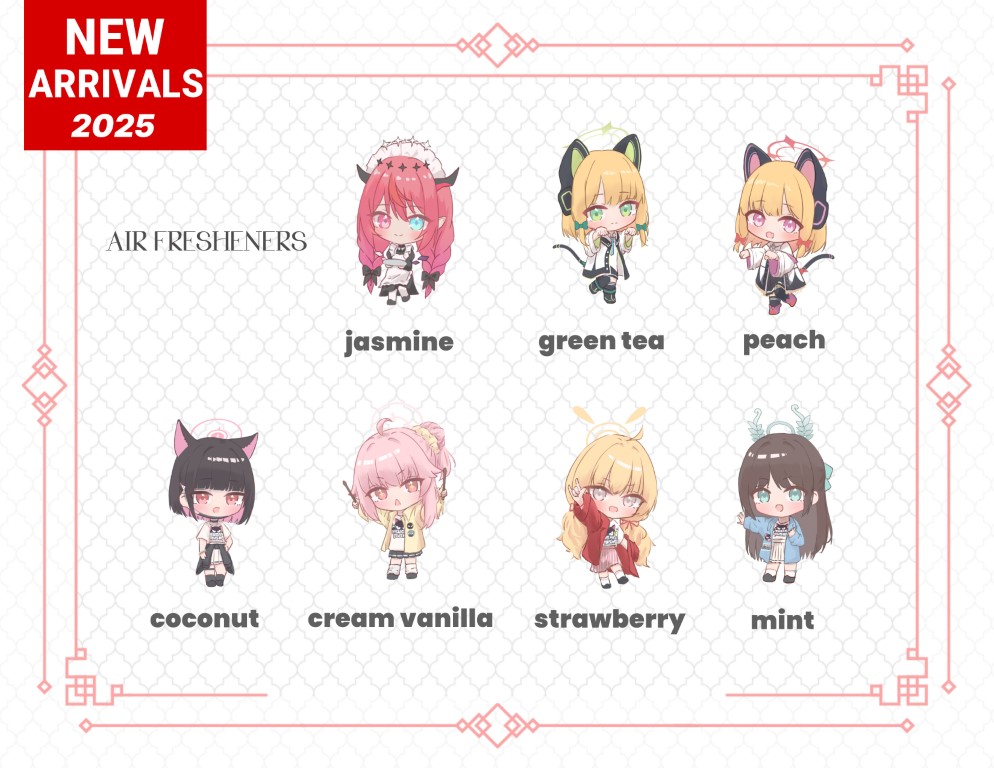 NEW
ARRIVALS
2025
AIR FRESHENERS
jasmine
green tea
peach
coconut
cream vanilla
strawberry
mint